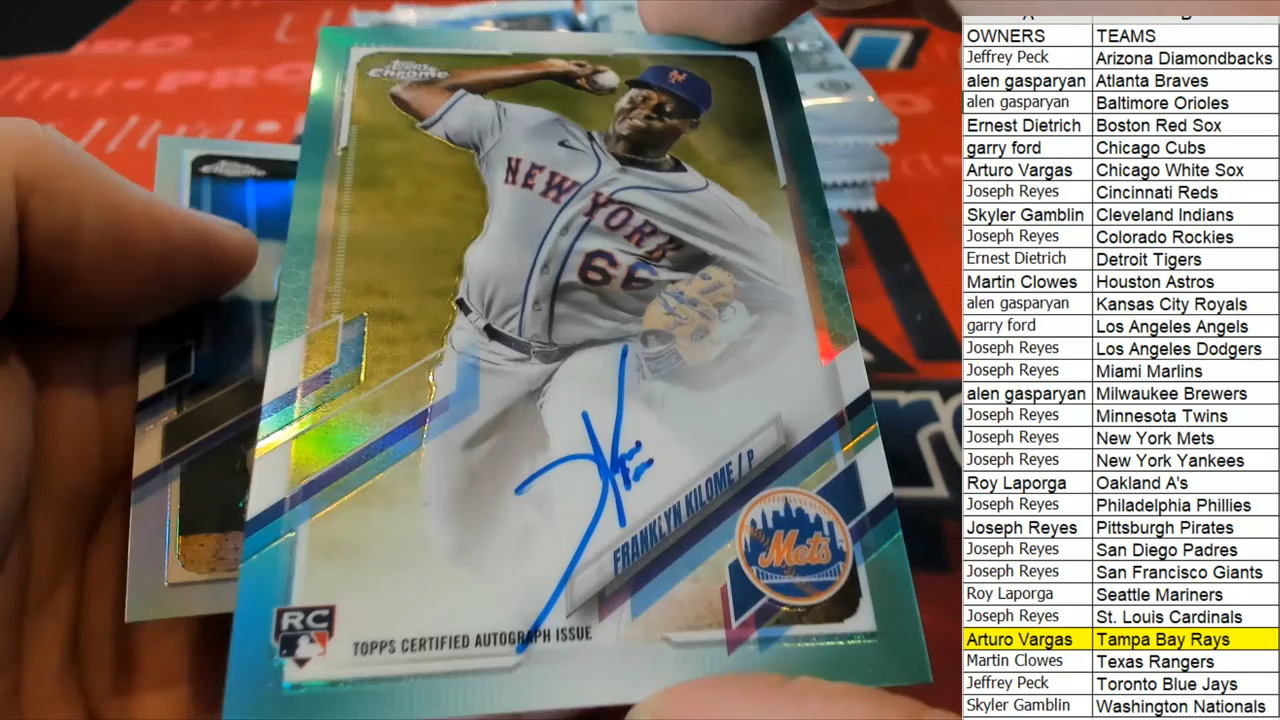 Topps
Chrome
Topps
Chrome
NEW YORK
66
FRANKLYN KILOME / P
Mets
RC
TOPPS CERTIFIED AUTOGRAPH ISSUE
OWNERS TEAMS
Jeffrey Peck Arizona Diamondbacks
alen gasparyan Atlanta Braves
alen gasparyan Baltimore Orioles
Ernest Dietrich Boston Red Sox
garry ford Chicago Cubs
Arturo Vargas Chicago White Sox
Joseph Reyes Cincinnati Reds
Skyler Gamblin Cleveland Indians
Joseph Reyes Colorado Rockies
Ernest Dietrich Detroit Tigers
Martin Clowes Houston Astros
alen gasparyan Kansas City Royals
garry ford Los Angeles Angels
Joseph Reyes Los Angeles Dodgers
Joseph Reyes Miami Marlins
alen gasparyan Milwaukee Brewers
Joseph Reyes Minnesota Twins
Joseph Reyes New York Mets
Joseph Reyes New York Yankees
Roy Laporga Oakland A's
Joseph Reyes Philadelphia Phillies
Joseph Reyes Pittsburgh Pirates
Joseph Reyes San Diego Padres
Joseph Reyes San Francisco Giants
Roy Laporga Seattle Mariners
Joseph Reyes St. Louis Cardinals
Arturo Vargas Tampa Bay Rays
Martin Clowes Texas Rangers
Jeffrey Peck Toronto Blue Jays
Skyler Gamblin Washington Nationals